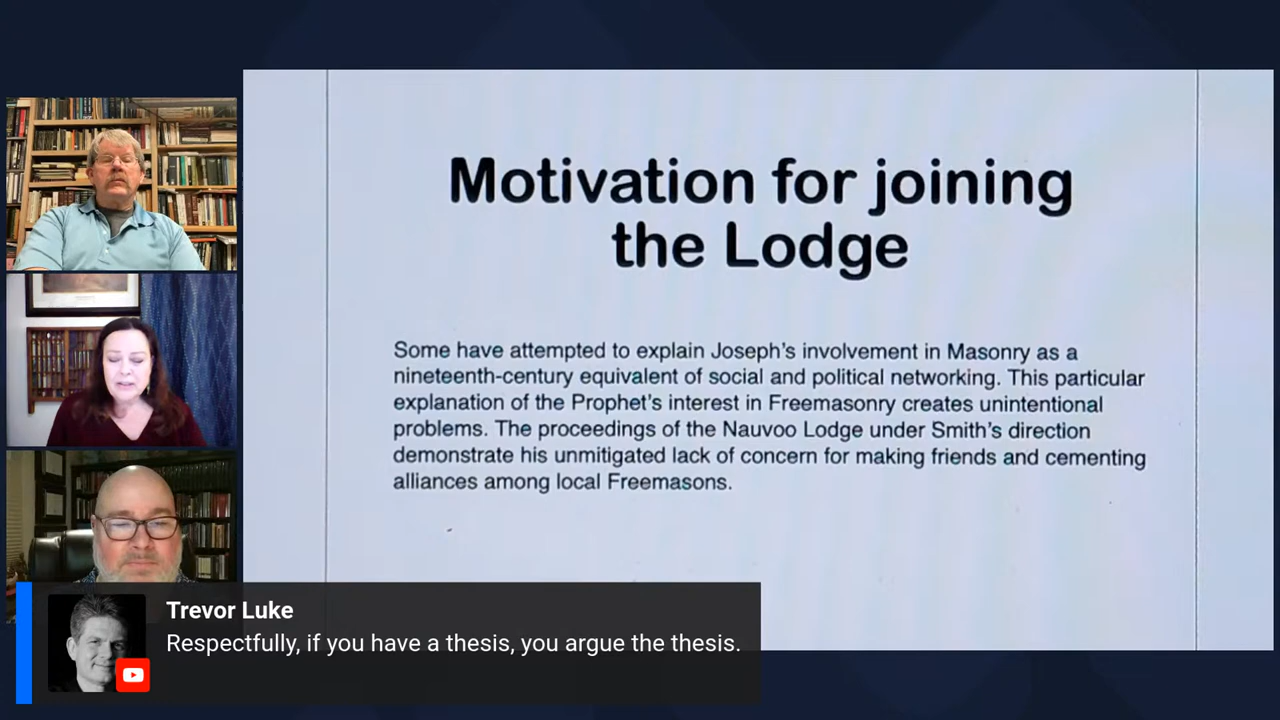 Motivation for joining
the Lodge
Some have attempted to explain Joseph's involvement in Masonry as a
nineteenth-century equivalent of social and political networking. This particular
explanation of the Prophet's interest in Freemasonry creates unintentional
problems. The proceedings of the Nauvoo Lodge under Smith's direction
demonstrate his unmitigated lack of concern for making friends and cementing
alliances among local Freemasons.
Trevor Luke
Respectfully, if you have a thesis, you argue the thesis.